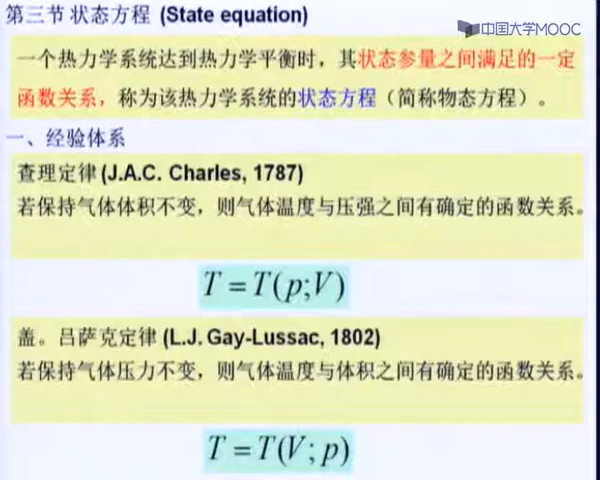 第三节 状态方程 (State equation)
中国大学MOOC
一个热力学系统达到热力学平衡时，其状态参量之间满足的一定
函数关系，称为该热力学系统的状态方程（简称物态方程）。
一、经验体系
查理定律 (J.A.C. Charles, 1787)
若保持气体体积不变，则气体温度与压强之间有确定的函数关系。
T = T(p;V)
盖。吕萨克定律 (L.J. Gay-Lussac, 1802)
若保持气体压力不变，则气体温度与体积之间有确定的函数关系。
T = T(V; p)